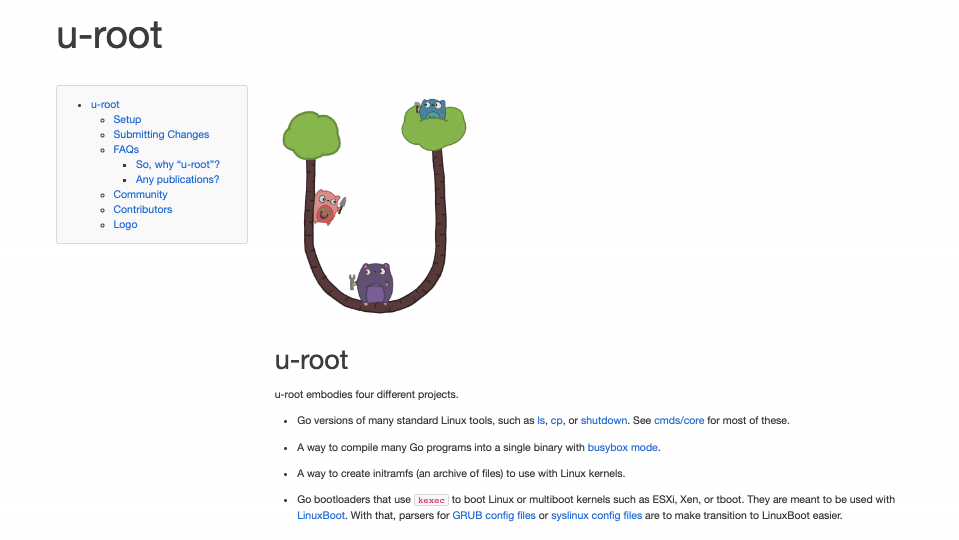 u-root
u-root
Setup
Submitting Changes
FAQs
So, why “u-root”?
Any publications?
Community
Contributors
Logo
u-root
u-root embodies four different projects.
Go versions of many standard Linux tools, such as ls, cp, or shutdown. See cmds/core for most of these.
A way to compile many Go programs into a single binary with busybox mode.
A way to create initramfs (an archive of files) to use with Linux kernels.
Go bootloaders that use kexec to boot Linux or multiboot kernels such as ESXi, Xen, or tboot. They are meant to be used with
LinuxBoot. With that, parsers for GRUB config files or syslinux config files are to make transition to LinuxBoot easier.